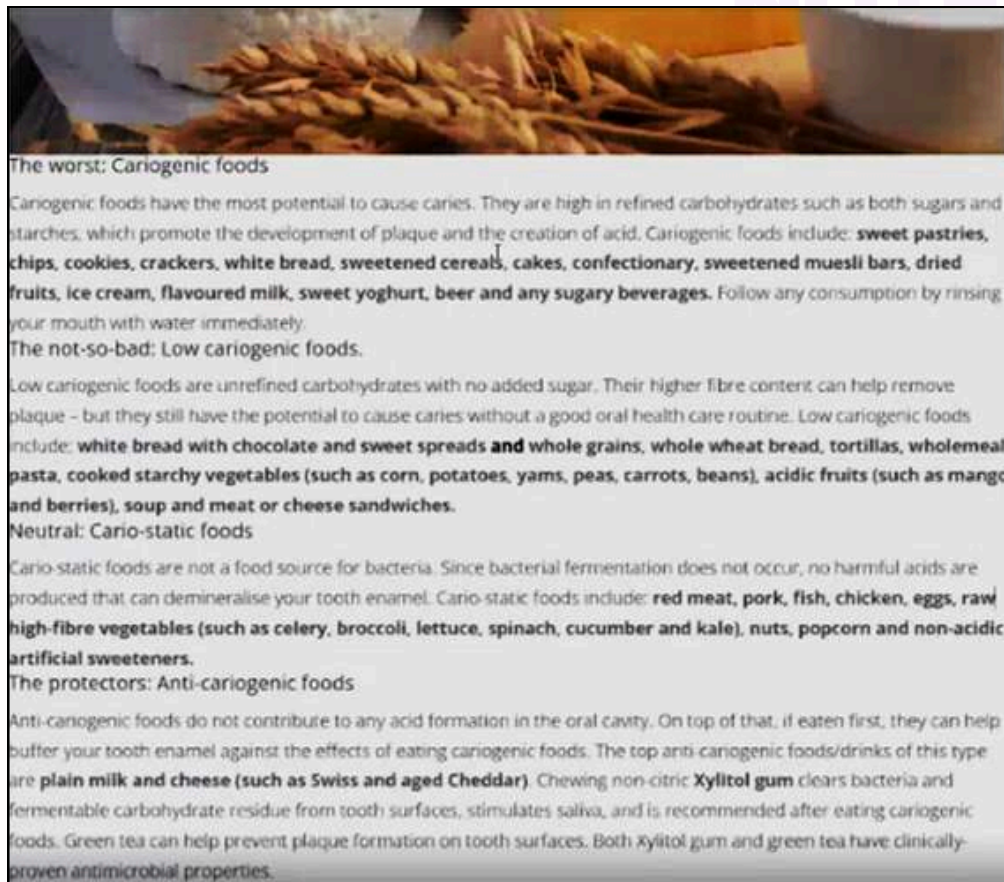 The worst: Cariogenic foods
Cariogenic foods have the most potential to cause caries. They are high in refined carbohydrates such as both sugars and
starches, which promote the development of plaque and the creation of acid. Cariogenic foods include: sweet pastries,
chips, cookies, crackers, white bread, sweetened cereals, cakes, confectionary, sweetened muesli bars, dried
fruits, ice cream, flavoured milk, sweet yoghurt, beer and any sugary beverages. Follow any consumption by rinsing
your mouth with water immediately.
The not-so-bad: Low cariogenic foods.
Low cariogenic foods are unrefined carbohydrates with no added sugar. Their higher fibre content can help remove
plaque – but they still have the potential to cause caries without a good oral health care routine. Low cariogenic foods
include: white bread with chocolate and sweet spreads and whole grains, whole wheat bread, tortillas, wholemeal
pasta, cooked starchy vegetables (such as corn, potatoes, yams, peas, carrots, beans), acidic fruits (such as mango
and berries), soup and meat or cheese sandwiches.
Neutral: Cario-static foods
Cario-static foods are not a food source for bacteria. Since bacterial fermentation does not occur, no harmful acids are
produced that can demineralise your tooth enamel. Cario-static foods include: red meat, pork, fish, chicken, eggs, raw
high-fibre vegetables (such as celery, broccoli, lettuce, spinach, cucumber and kale), nuts, popcorn and non-acidic
artificial sweeteners.
The protectors: Anti-cariogenic foods
Anti-cariogenic foods do not contribute to any acid formation in the oral cavity. On top of that, if eaten first, they can help
buffer your tooth enamel against the effects of eating cariogenic foods. The top anti-cariogenic foods/drinks of this type
are plain milk and cheese (such as Swiss and aged Cheddar). Chewing non-citric Xylitol gum clears bacteria and
fermentable carbohydrate residue from tooth surfaces, stimulates saliva, and is recommended after eating cariogenic
foods. Green tea can help prevent plaque formation on tooth surfaces. Both Xylitol gum and green tea have clinically-
proven antimicrobial properties.